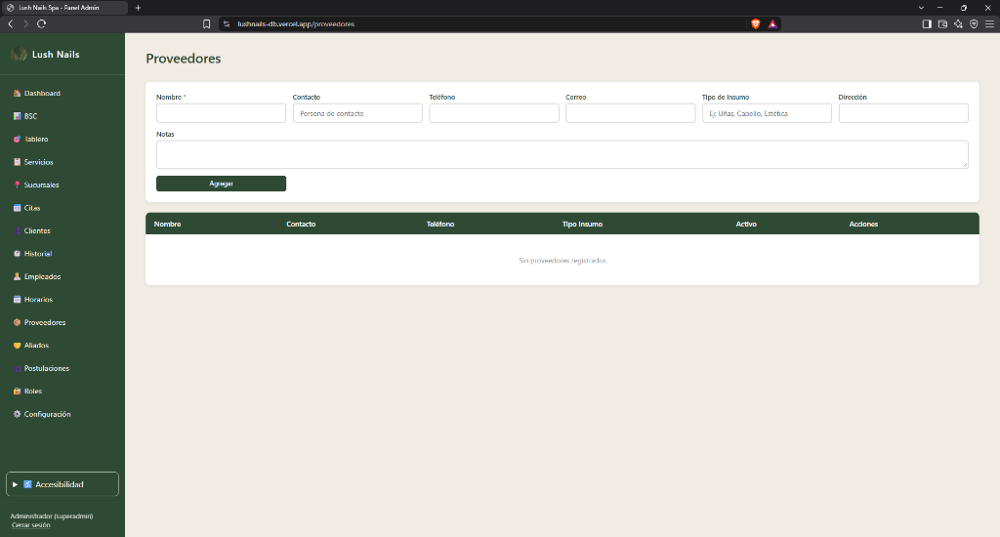 Lush Nails Spa - Panel Admin
lushnails-db.vercel.app/proveedores
Lush Nails
Dashboard
BSC
Tablero
Servicios
Sucursales
Citas
Clientes
Historial
Empleados
Horarios
Proveedores
Aliados
Postulaciones
Roles
Configuración
Accesibilidad
Administrador (superadmin)
Cerrar sesión
Proveedores
Nombre * Contacto Teléfono Correo Tipo de Insumo Dirección
Persona de contacto Ej: Uñas, Cabello, Estética
Notas
Agregar
Nombre Contacto Teléfono Tipo Insumo Activo Acciones
Sin proveedores registrados